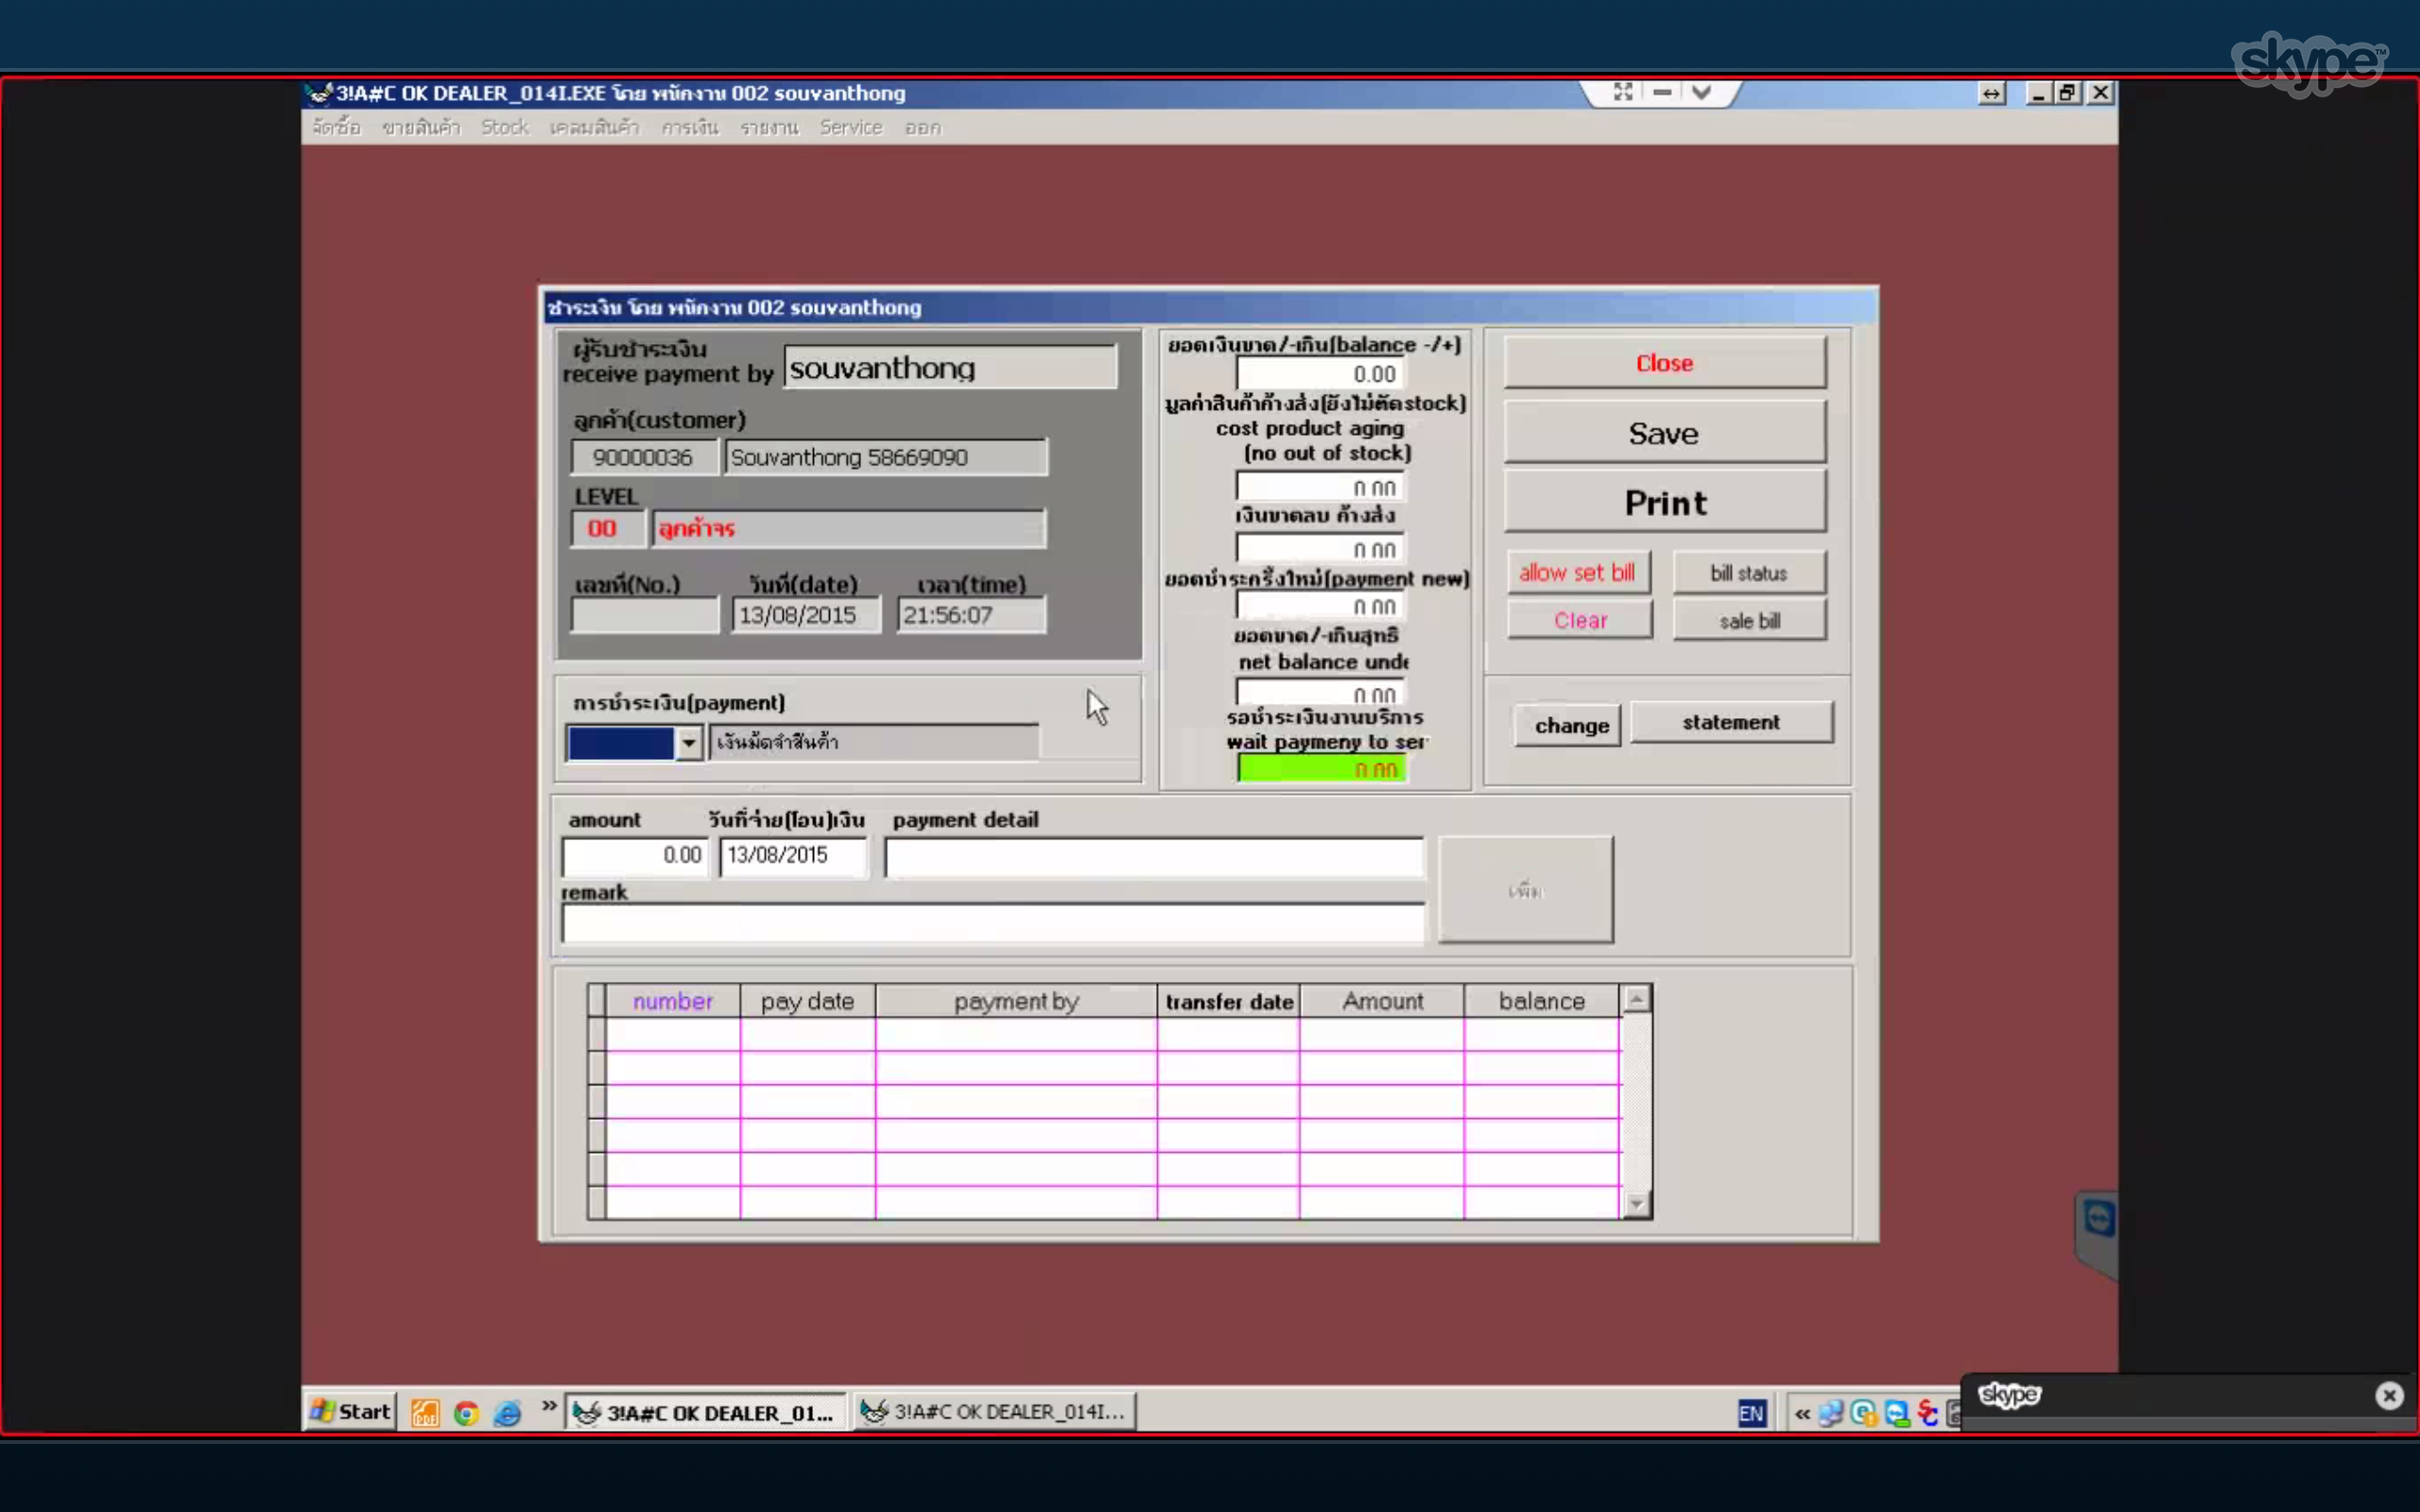 skype
3!A#C OK DEALER_014I.EXE โดย พนักงาน 002 souvanthong
จัดซื้อ ขายสินค้า Stock เคลมสินค้า การเงิน รายงาน Service ออก
ชำระเงิน โดย พนักงาน 002 souvanthong
ผู้รับชำระเงิน
receive payment by souvanthong
ลูกค้า(customer)
90000036 Souvanthong 58669090
LEVEL
00 ลูกค้าจร
เลขที่(No.) วันที่(date) เวลา(time)
13/08/2015 21:56:07
การชำระเงิน(payment)
เงินมัดจำสินค้า
ยอดเงินขาด/-เกิน(balance -/+)
0.00
มูลค่าสินค้าค้างส่ง(ยังไม่ตัดstock)
cost product aging
(no out of stock)
0.00
เงินขาดลบ ค้างส่ง
0.00
ยอดชำระครั้งใหม่(payment new)
0.00
ยอดขาด/-เกินสุทธิ
net balance unde
0.00
รอชำระเงินงานบริการ
wait paymeny to ser
0.00
Close
Save
Print
allow set bill bill status
Clear sale bill
change statement
amount วันที่จ่าย(โอน)เงิน payment detail
0.00 13/08/2015
remark
เพิ่ม
number pay date payment by transfer date Amount balance
Start 3!A#C OK DEALER_01... 3!A#C OK DEALER_014I... EN
skype